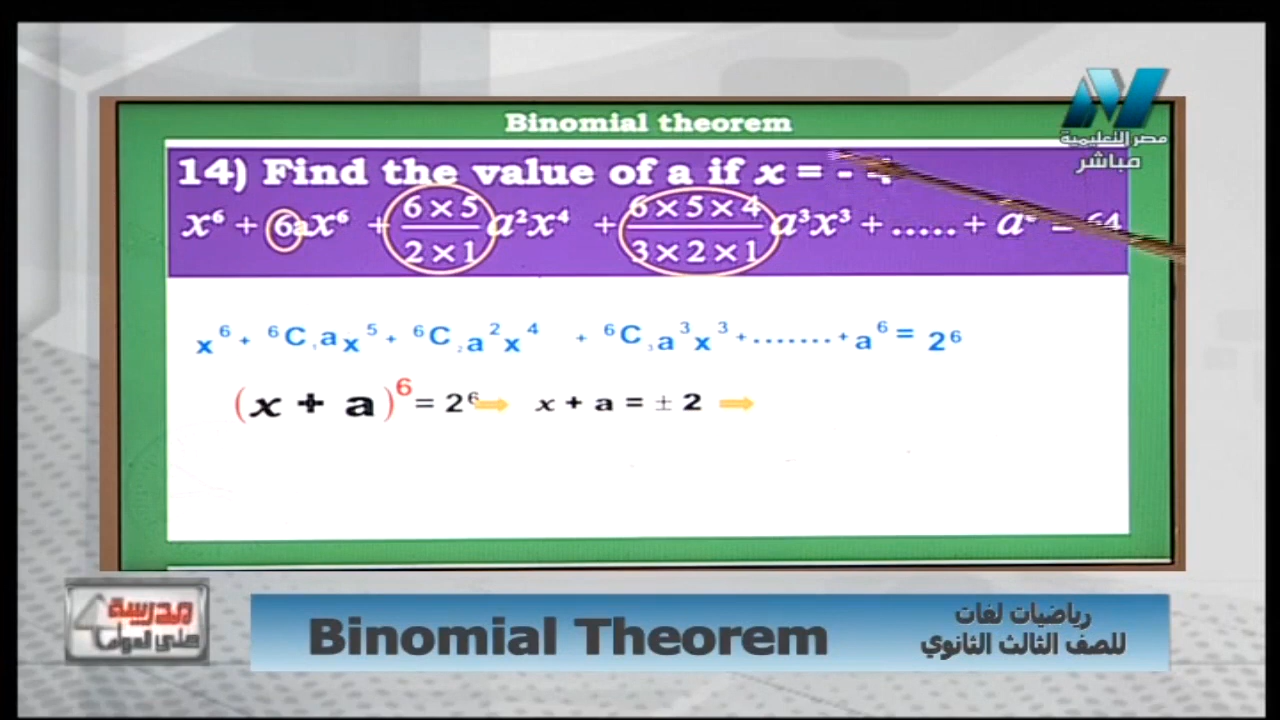 مصر التعليمية
مباشر
Binomial theorem
14) Find the value of a if x = -
x⁶ + 6ax⁶ + (6 × 5)/(2 × 1) a²x⁴ + (6 × 5 × 4)/(3 × 2 × 1) a³x³ + ..... + a = 64
x⁶ + ⁶C₁ax⁵ + ⁶C₂a²x⁴ + ⁶C₃a³x³ + ........ + a⁶ = 2⁶
(x + a)⁶ = 2⁶ ⇒ x + a = ± 2 ⇒
مدرسة
على الهواء
Binomial Theorem
رياضيات لغات
للصف الثالث الثانوي